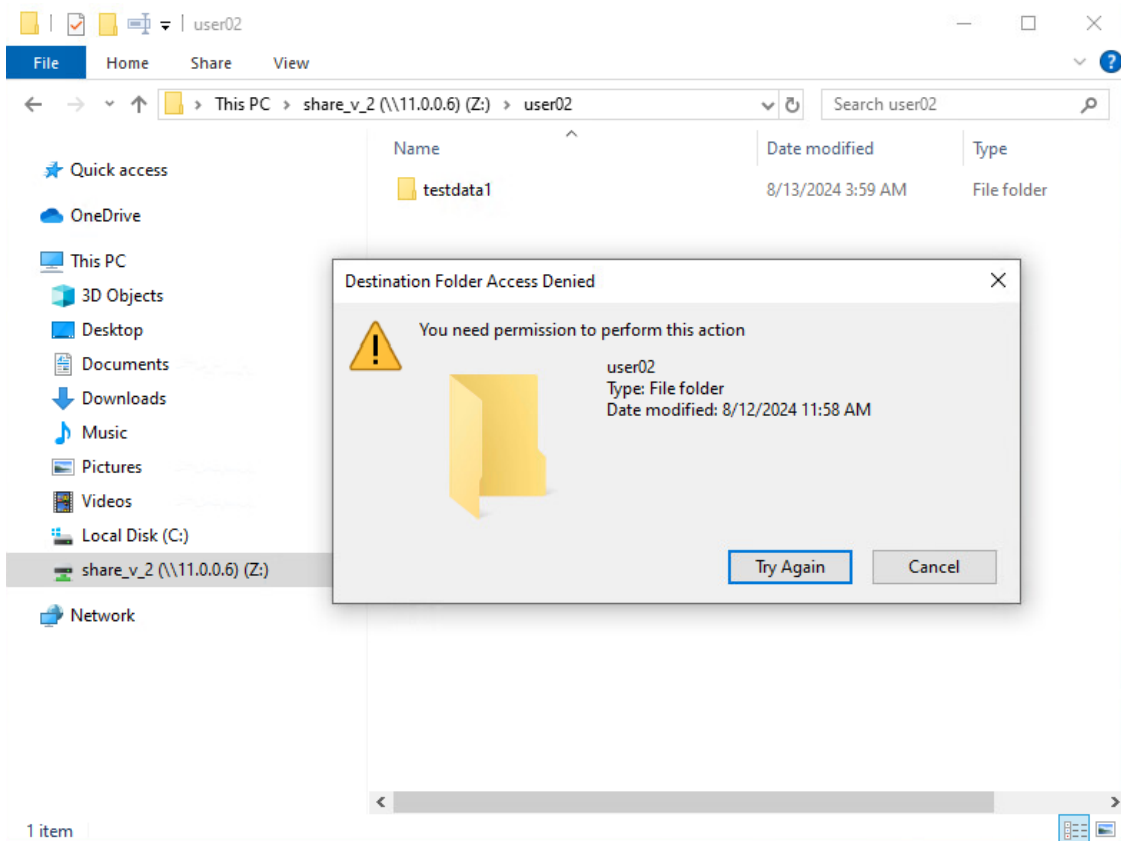 user02
File Home Share View
This PC > share_v_2 (\\11.0.0.6) (Z:) > user02
Search user02
Name Date modified Type
Quick access
testdata1 8/13/2024 3:59 AM File folder
OneDrive
This PC
3D Objects
Desktop
Documents
Downloads
Music
Pictures
Videos
Local Disk (C:)
share_v_2 (\\11.0.0.6) (Z:)
Network
Destination Folder Access Denied
You need permission to perform this action
user02
Type: File folder
Date modified: 8/12/2024 11:58 AM
Try Again Cancel
1 item